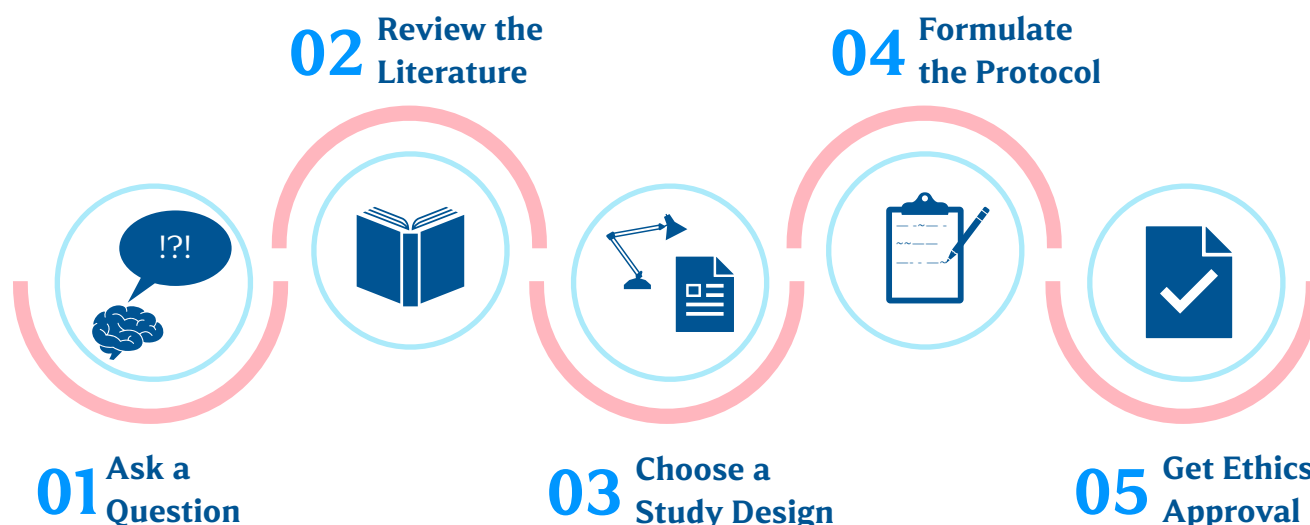 01 Ask a
Question
!?!
02 Review the
Literature
03 Choose a
Study Design
04 Formulate
the Protocol
05 Get Ethics
Approval